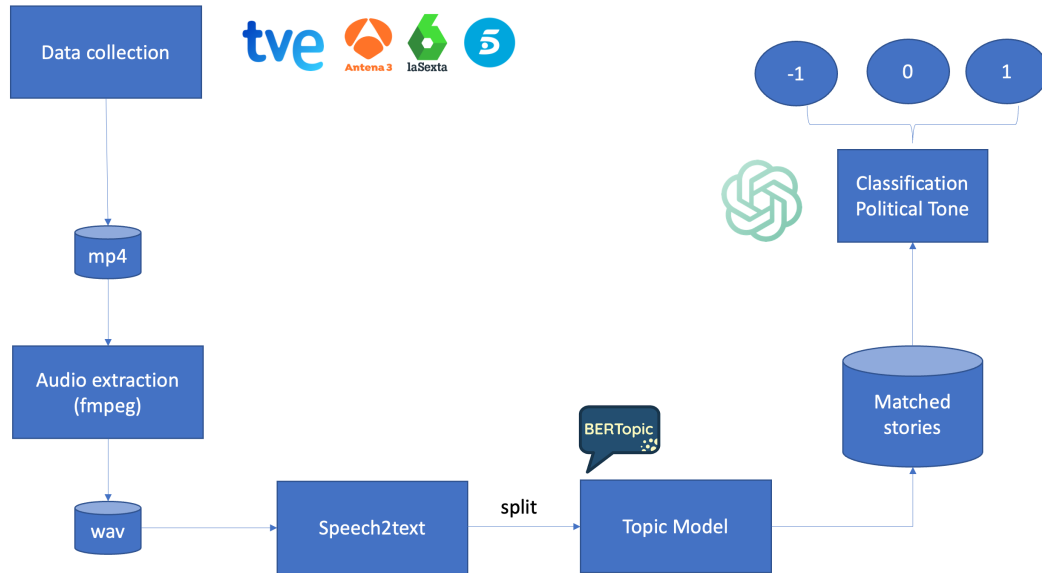 Data collection
tve
Antena 3
laSexta
5
-1
0
1
Classification
Political Tone
mp4
Audio extraction
(fmpeg)
Matched
stories
BERTopic
wav
Speech2text
split
Topic Model